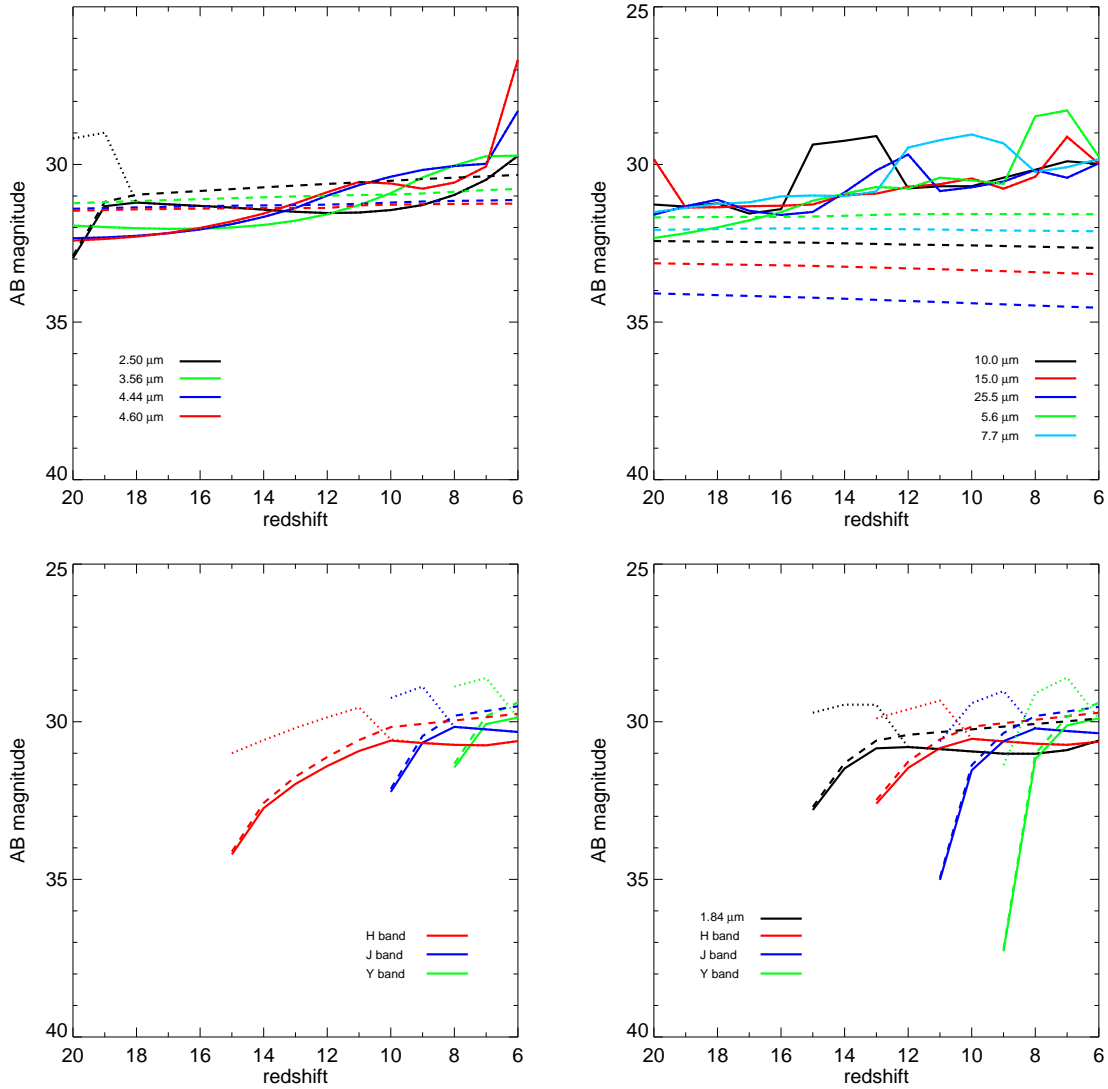 25
30
35
40
AB magnitude
20 18 16 14 12 10 8 6
redshift
2.50 μm
3.56 μm
4.44 μm
4.60 μm
25
30
35
40
AB magnitude
20 18 16 14 12 10 8 6
redshift
10.0 μm
15.0 μm
25.5 μm
5.6 μm
7.7 μm
25
30
35
40
AB magnitude
20 18 16 14 12 10 8 6
redshift
H band
J band
Y band
25
30
35
40
AB magnitude
20 18 16 14 12 10 8 6
redshift
1.84 μm
H band
J band
Y band